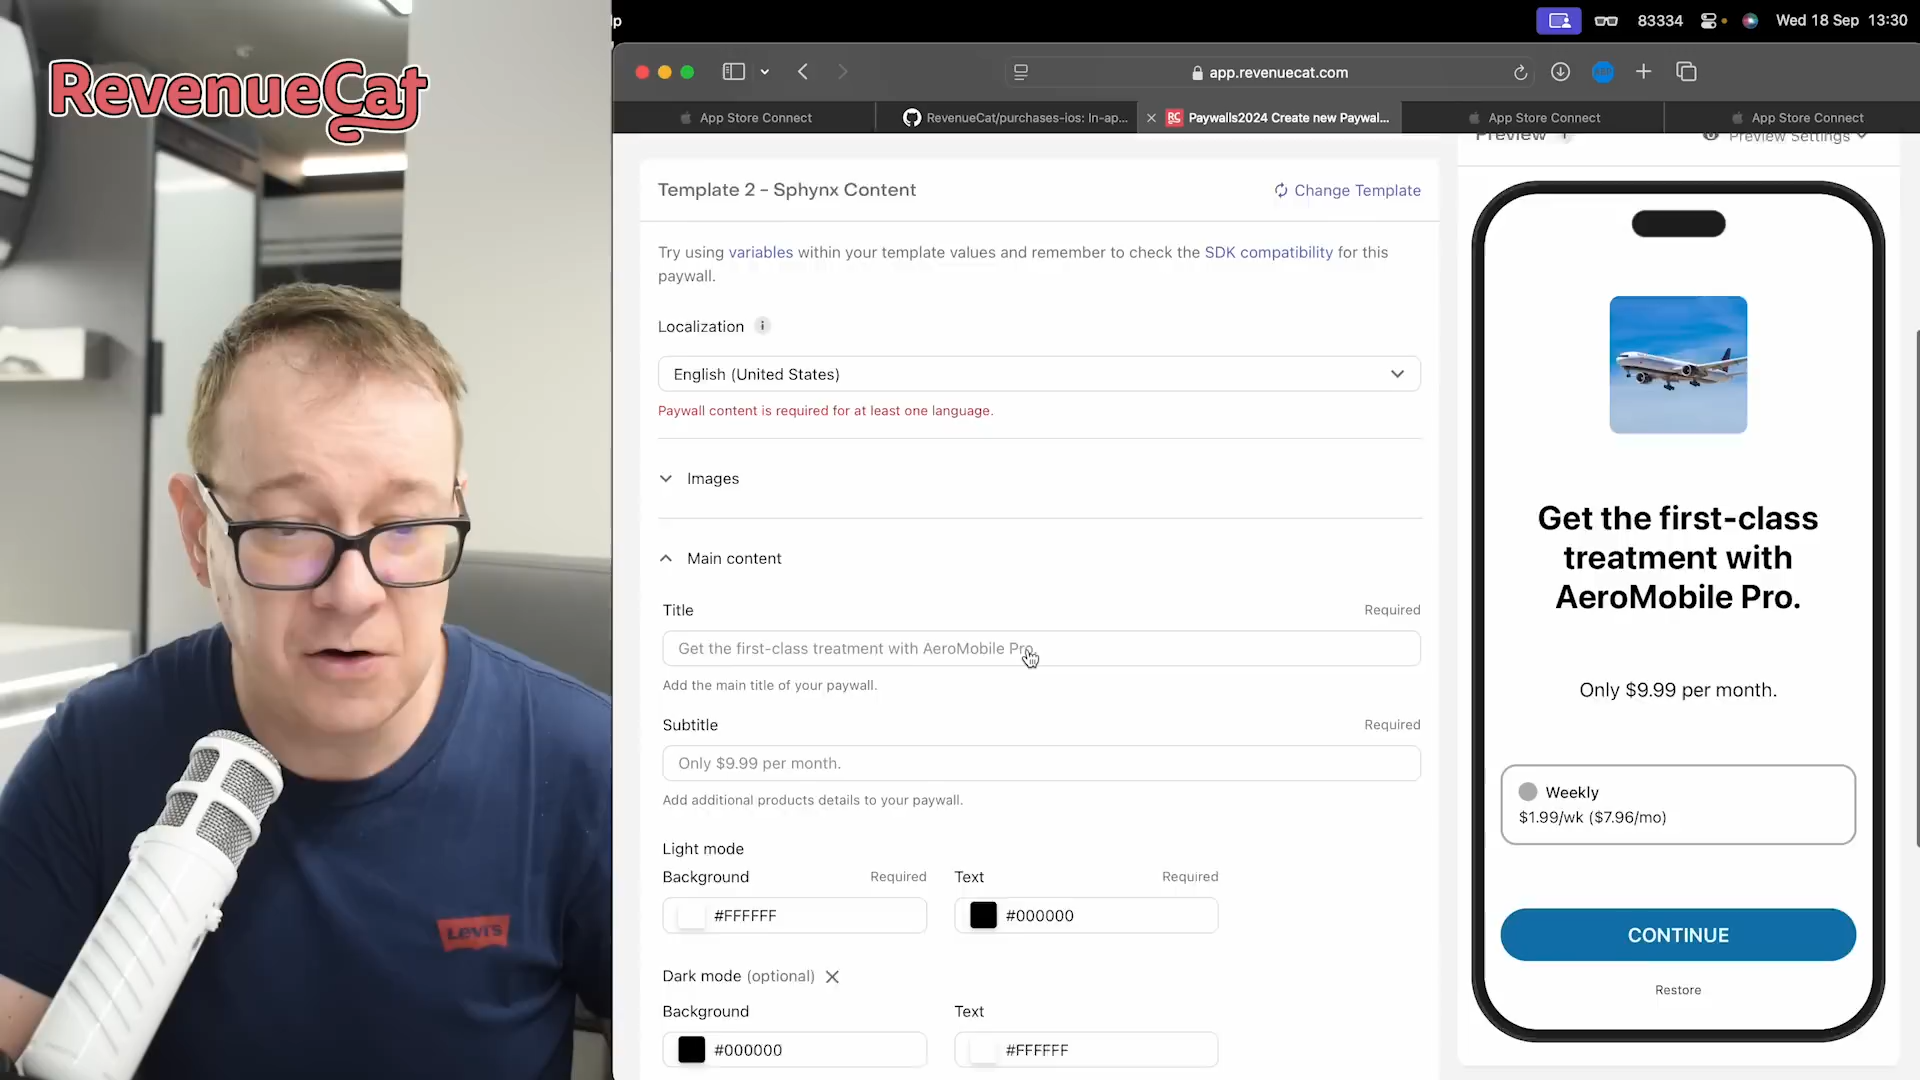 RevenueCat
lp
83334
Wed 18 Sep 13:30
app.revenuecat.com
App Store Connect
RevenueCat/purchases-ios: In-ap...
RC
Paywalls2024 Create new Paywal...
App Store Connect
App Store Connect
Template 2 - Sphynx Content
Change Template
Try using variables within your template values and remember to check the SDK compatibility for this
paywall.
Localization
English (United States)
Paywall content is required for at least one language.
Images
Main content
Title
Required
Get the first-class treatment with AeroMobile Pro.
Add the main title of your paywall.
Subtitle
Required
Only $9.99 per month.
Add additional products details to your paywall.
Light mode
Background
Required
Text
Required
#FFFFFF
#000000
Dark mode (optional)
Background
Text
#000000
#FFFFFF
Preview
Preview Settings
Get the first-class
treatment with
AeroMobile Pro.
Only $9.99 per month.
Weekly
$1.99/wk ($7.96/mo)
CONTINUE
Restore
Levi's